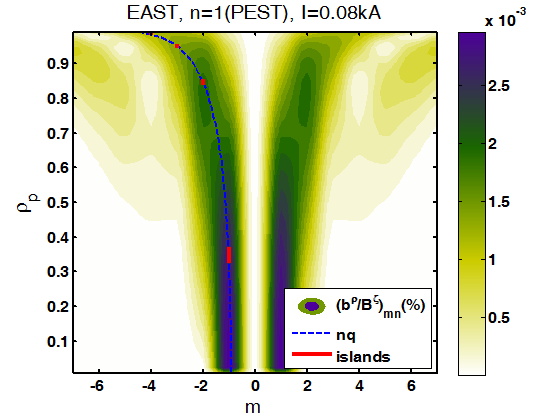 EAST, n=1(PEST), I=0.08kA
x 10⁻³
0.9
0.8
0.7
0.6
0.5
0.4
0.3
0.2
0.1
ρp
-6 -4 -2 0 2 4 6
m
(bᵖ/Bᶻ)mn(%)
nq
islands
2.5
2
1.5
1
0.5